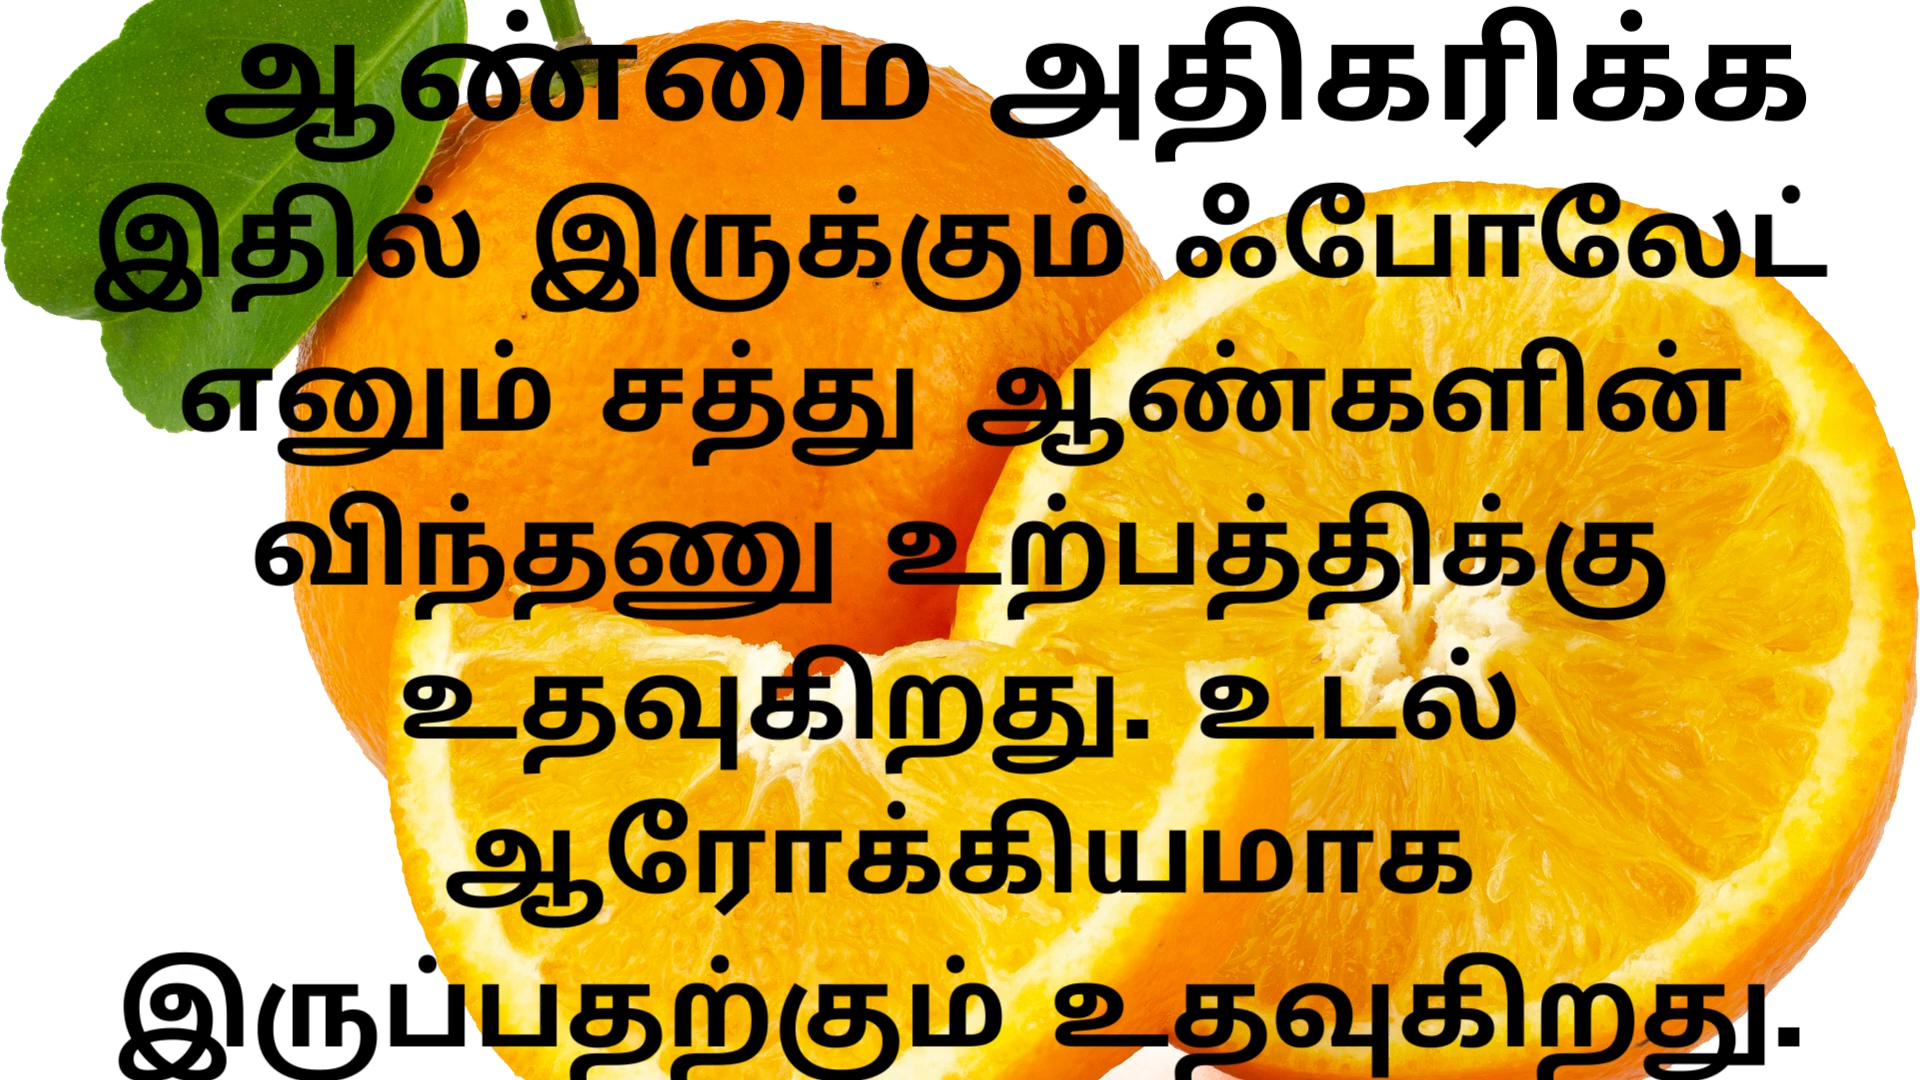 ஆண்மை அதிகரிக்க
இதில் இருக்கும் ஃபோலேட்
எனும் சத்து ஆண்களின்
விந்தணு உற்பத்திக்கு
உதவுகிறது. உடல்
ஆரோக்கியமாக
இருப்பதற்கும் உதவுகிறது.